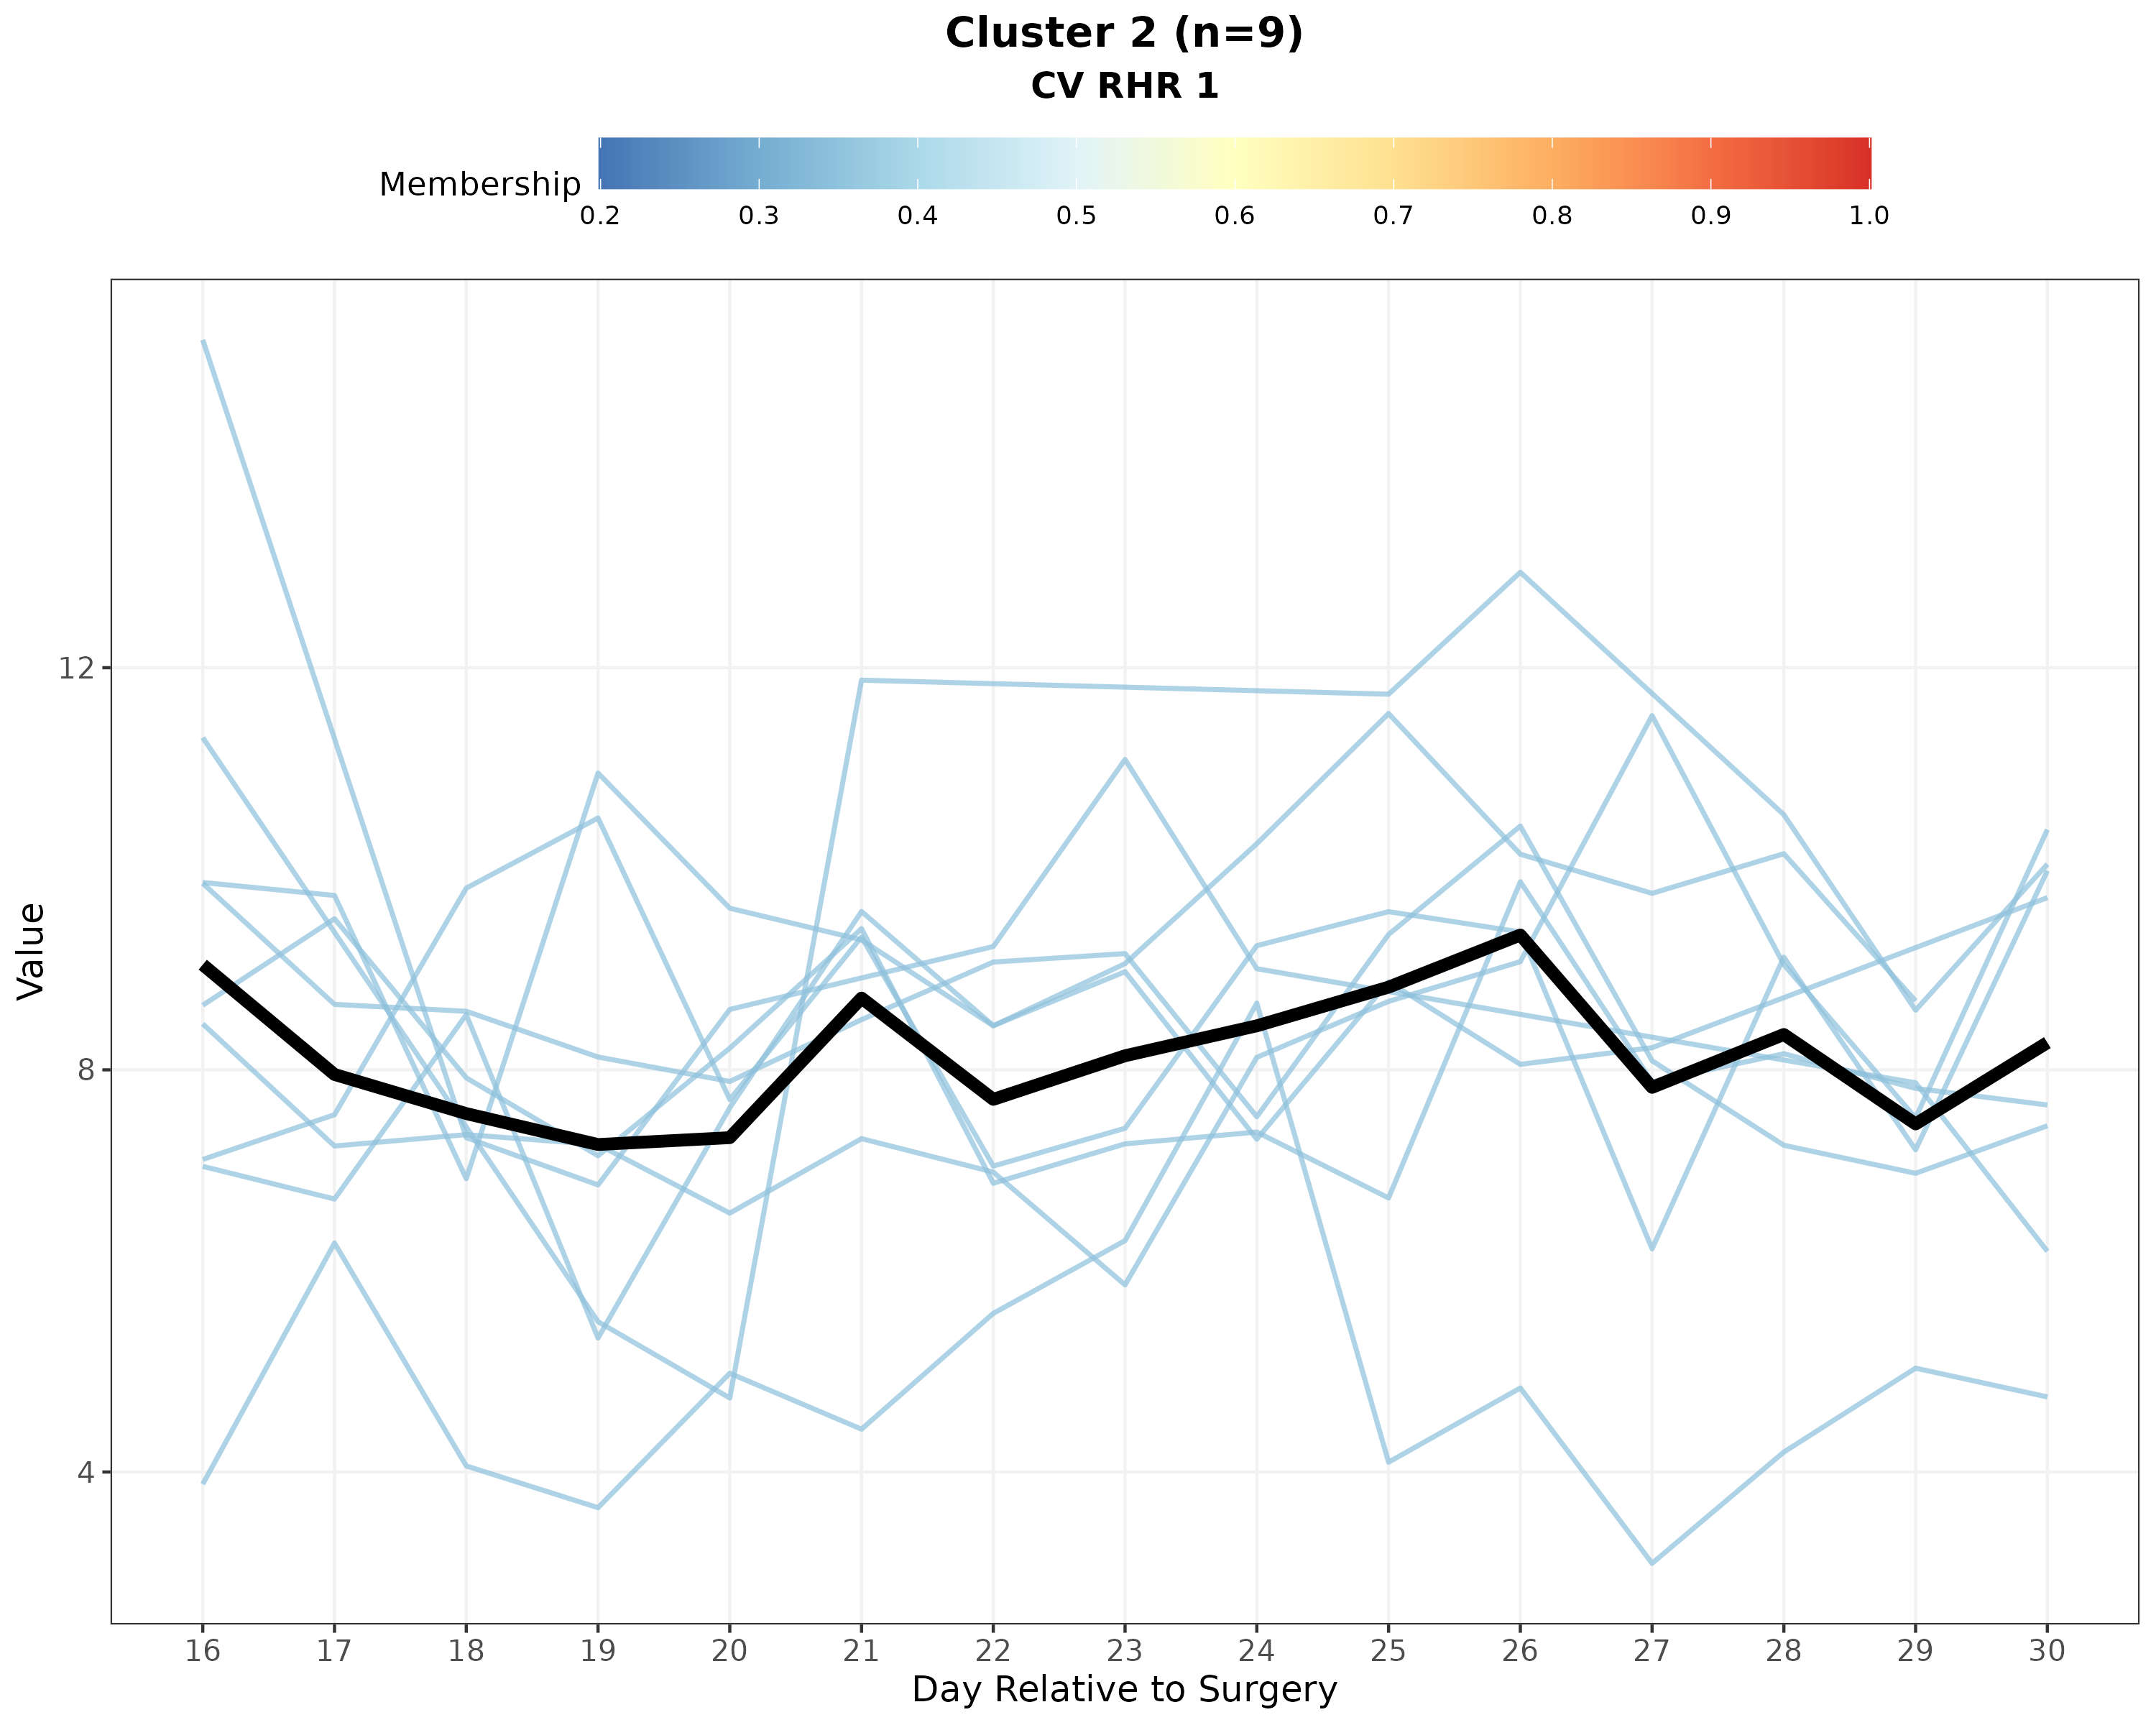 Cluster 2 (n=9)
CV RHR 1
Membership
0.2 0.3 0.4 0.5 0.6 0.7 0.8 0.9 1.0
Value
12
8
4
16 17 18 19 20 21 22 23 24 25 26 27 28 29 30
Day Relative to Surgery